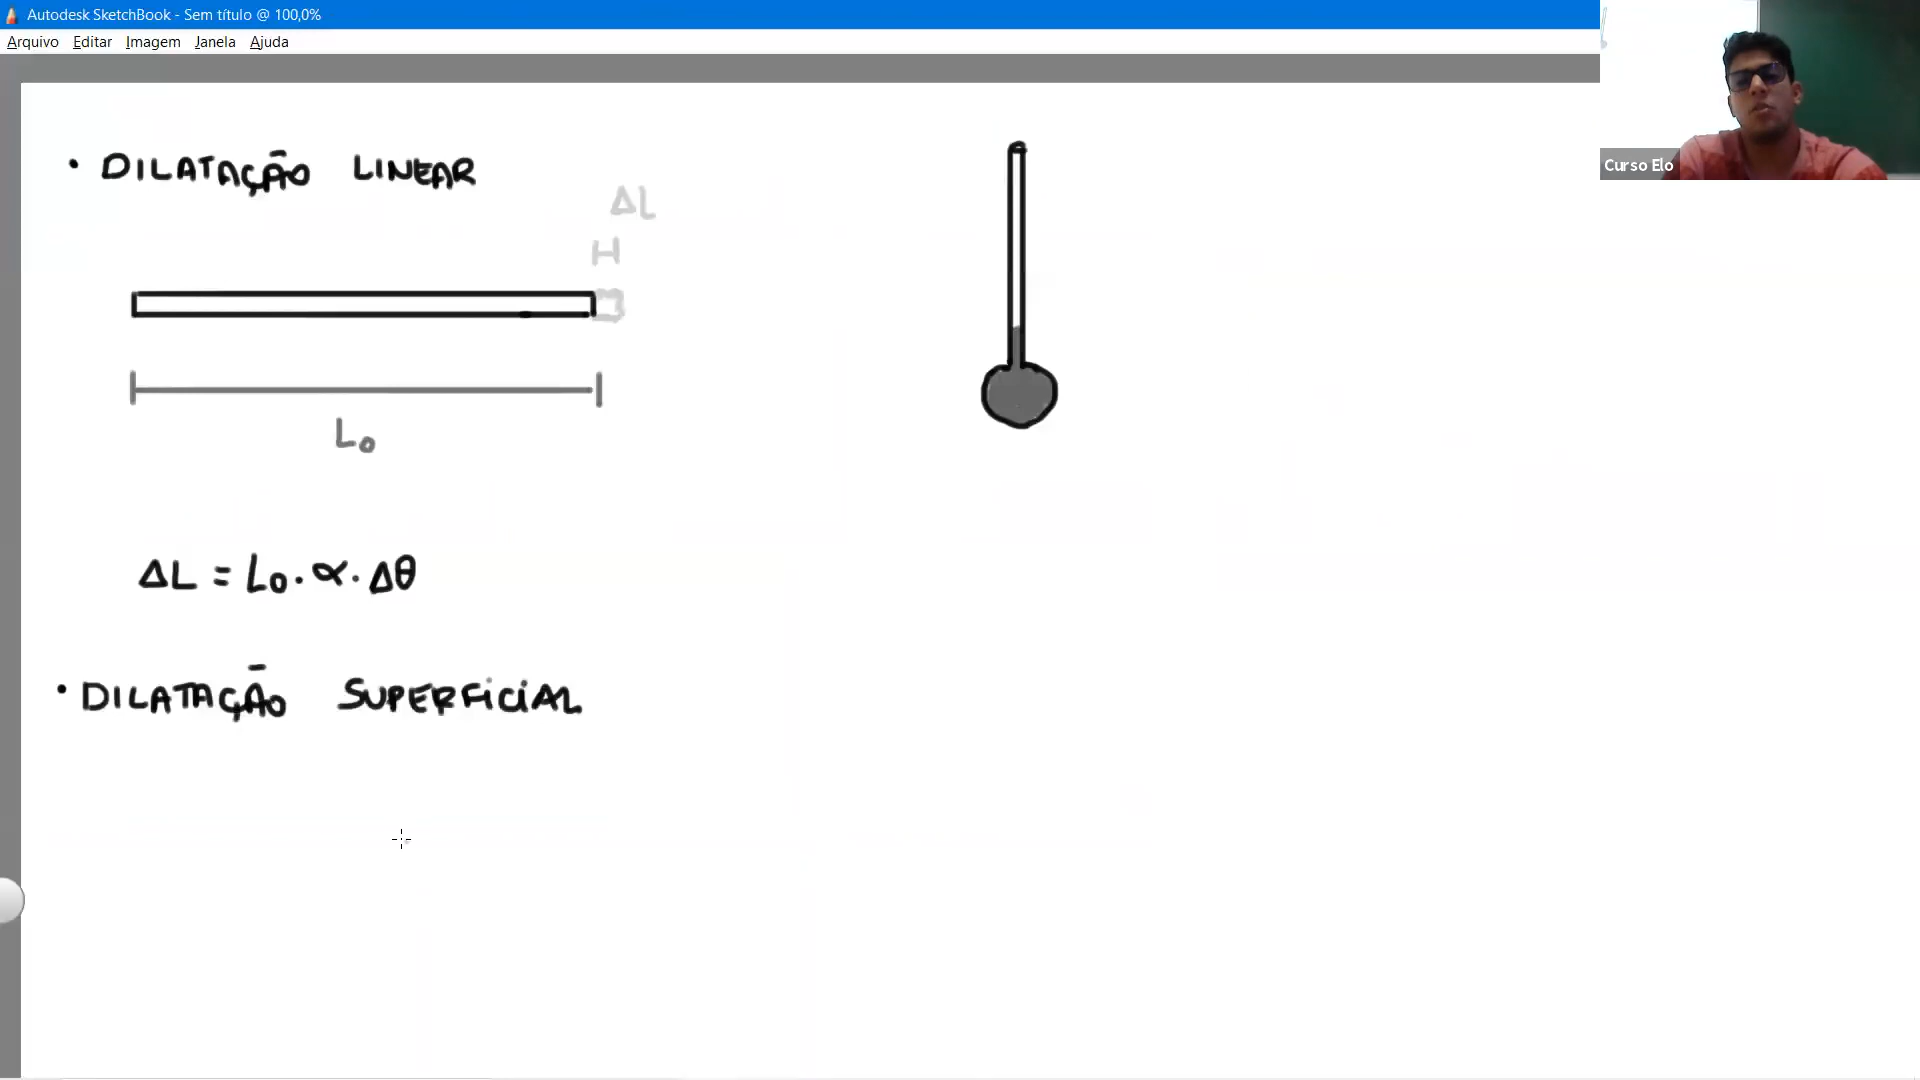 Autodesk SketchBook - Sem título @ 100,0%
Arquivo Editar Imagem Janela Ajuda
Curso Elo
• DILATAÇÃO LINEAR
ΔL
L₀
ΔL = L₀ . α . Δθ
• DILATAÇÃO SUPERFICIAL